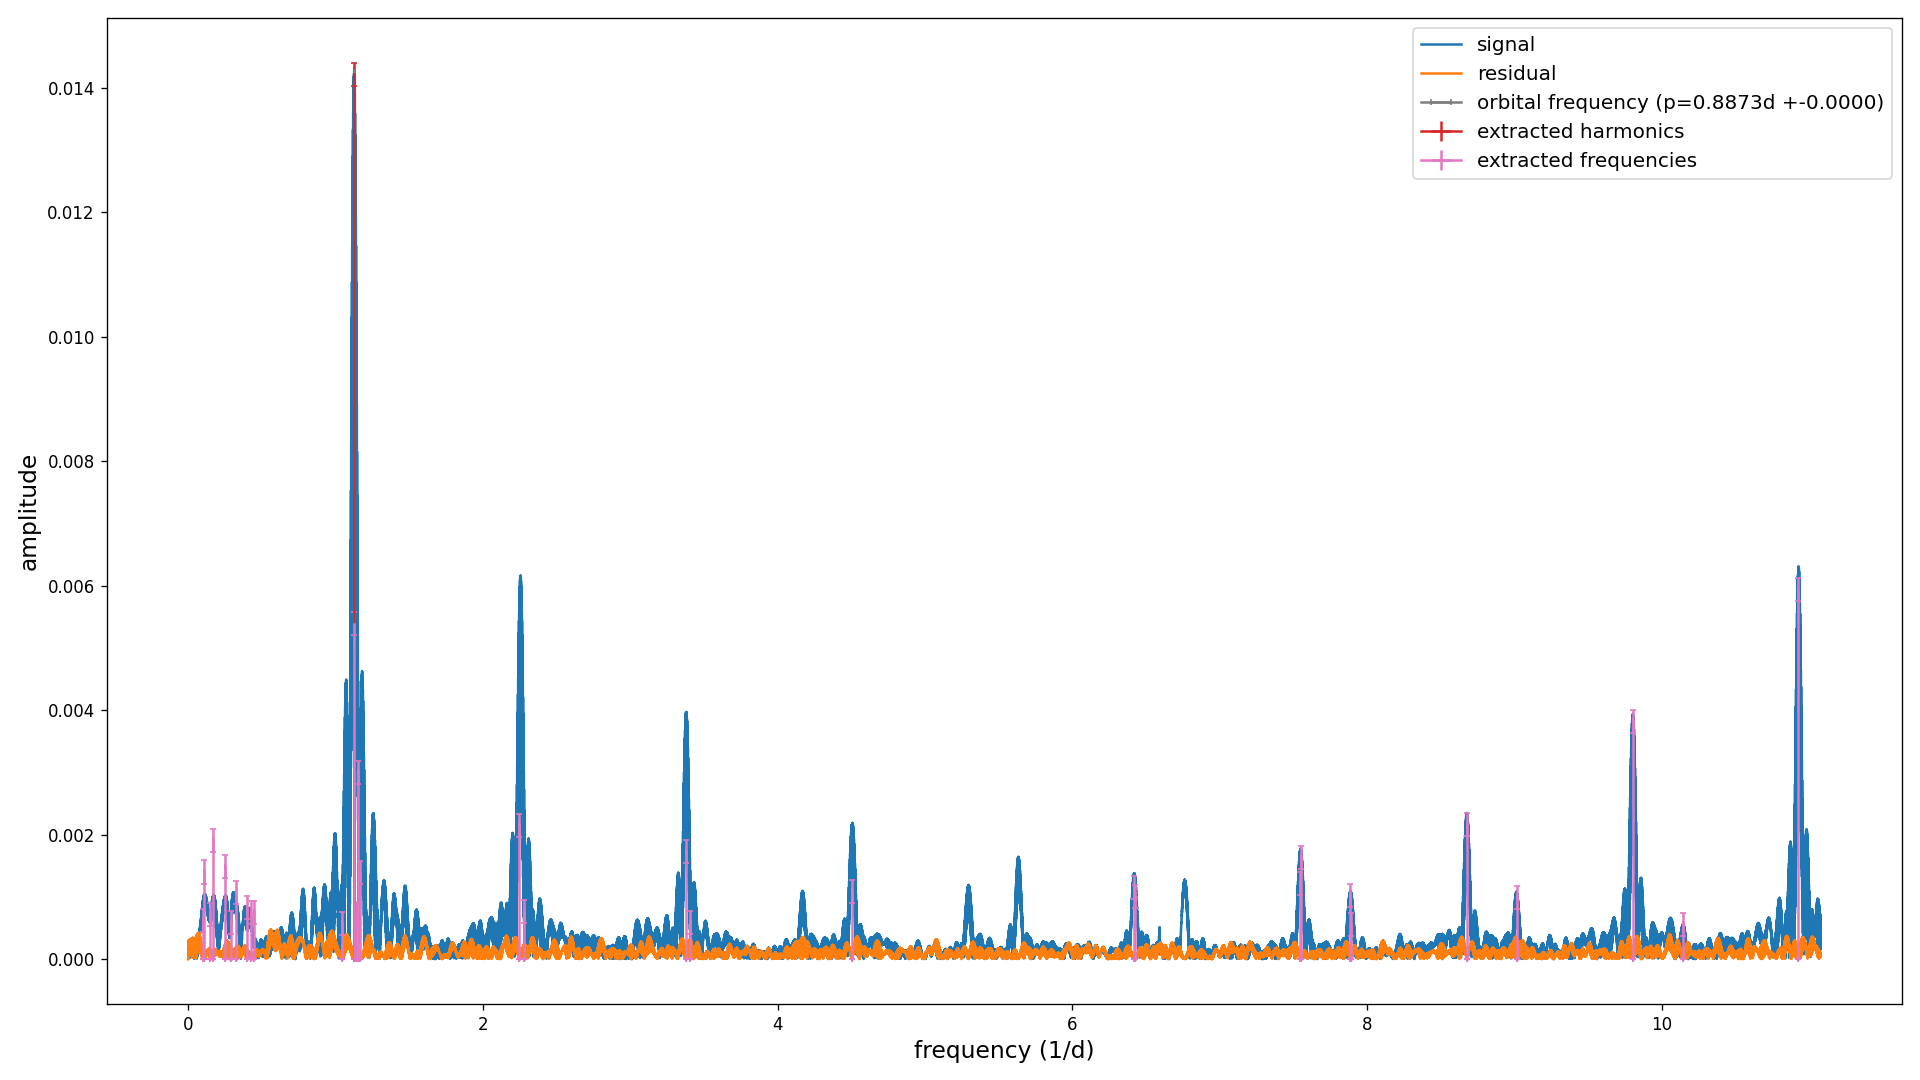 signal
residual
orbital frequency (p=0.8873d +-0.0000)
extracted harmonics
extracted frequencies
amplitude
0.014
0.012
0.010
0.008
0.006
0.004
0.002
0.000
0 2 4 6 8 10
frequency (1/d)